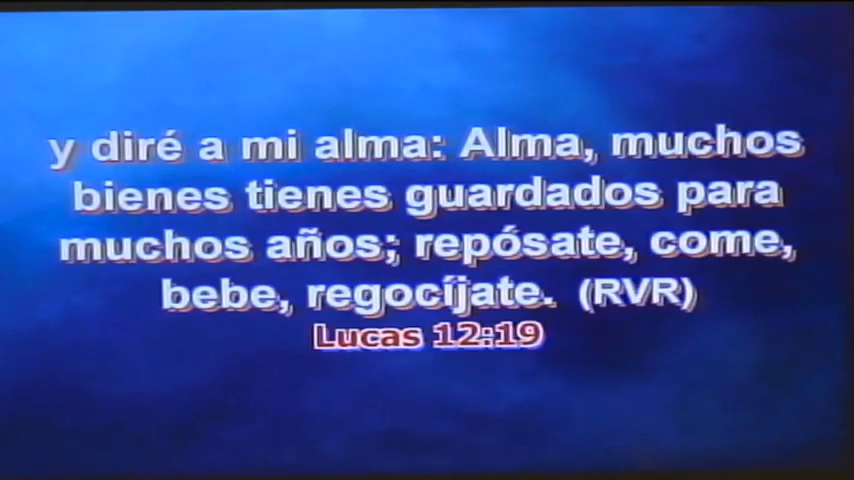 y diré a mi alma: Alma, muchos
bienes tienes guardados para
muchos años; repósate, come,
bebe, regocíjate. (RVR)
Lucas 12:19